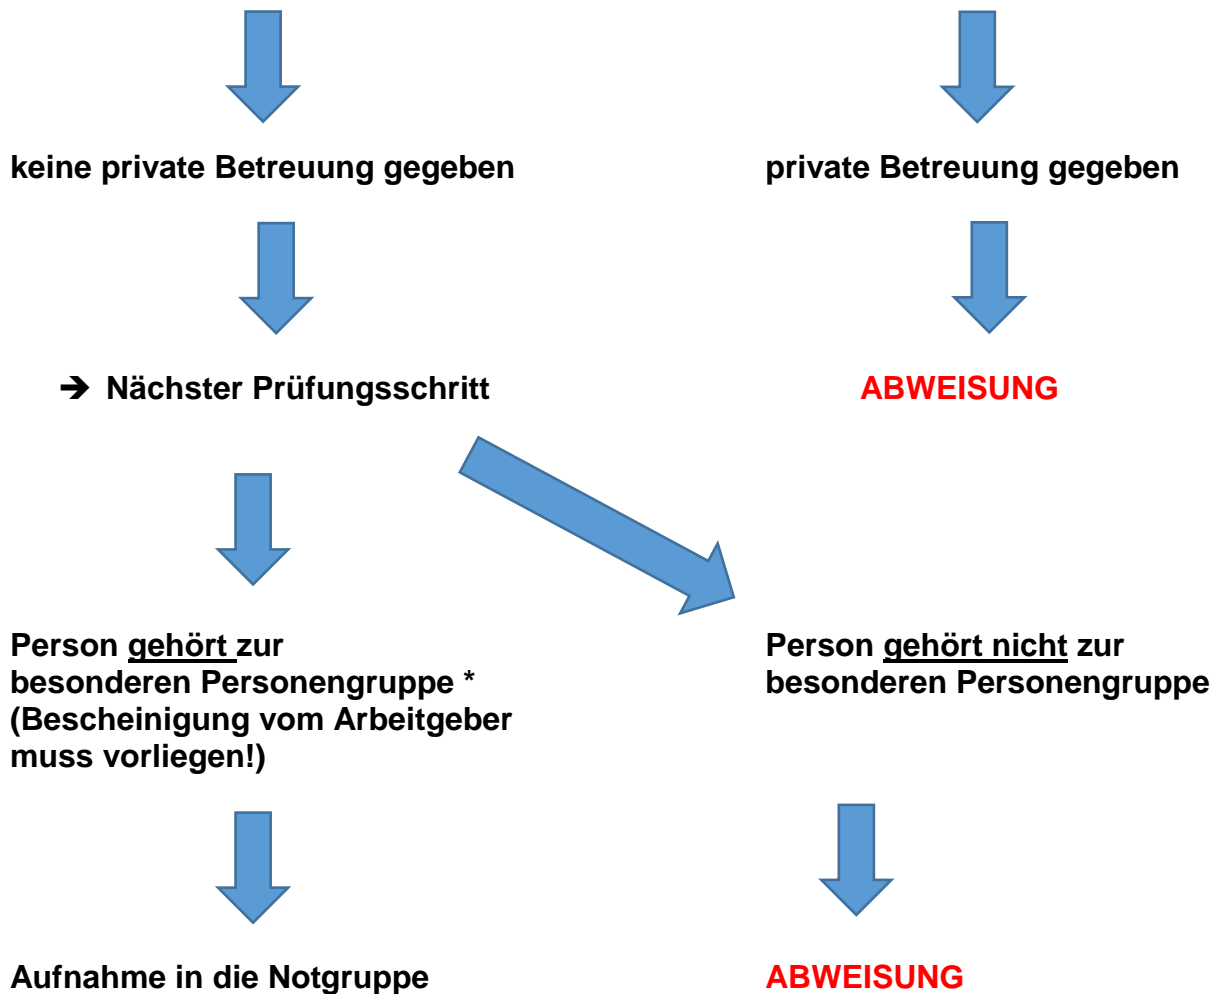 keine private Betreuung gegeben
private Betreuung gegeben
➔ Nächster Prüfungsschritt
ABWEISUNG
Person gehört zur
besonderen Personengruppe *
(Bescheinigung vom Arbeitgeber
muss vorliegen!)
Person gehört nicht zur
besonderen Personengruppe
Aufnahme in die Notgruppe
ABWEISUNG